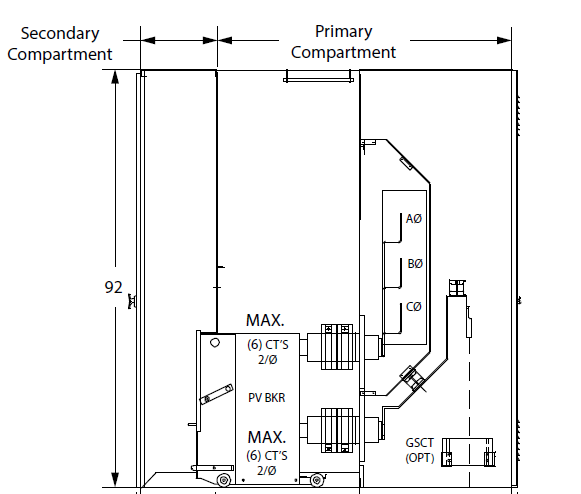 Secondary
Compartment
Primary
Compartment
AØ
BØ
92
CØ
MAX.
(6) CT'S
2/Ø
PV BKR
MAX.
(6) CT'S
2/Ø
GSCT
(OPT)